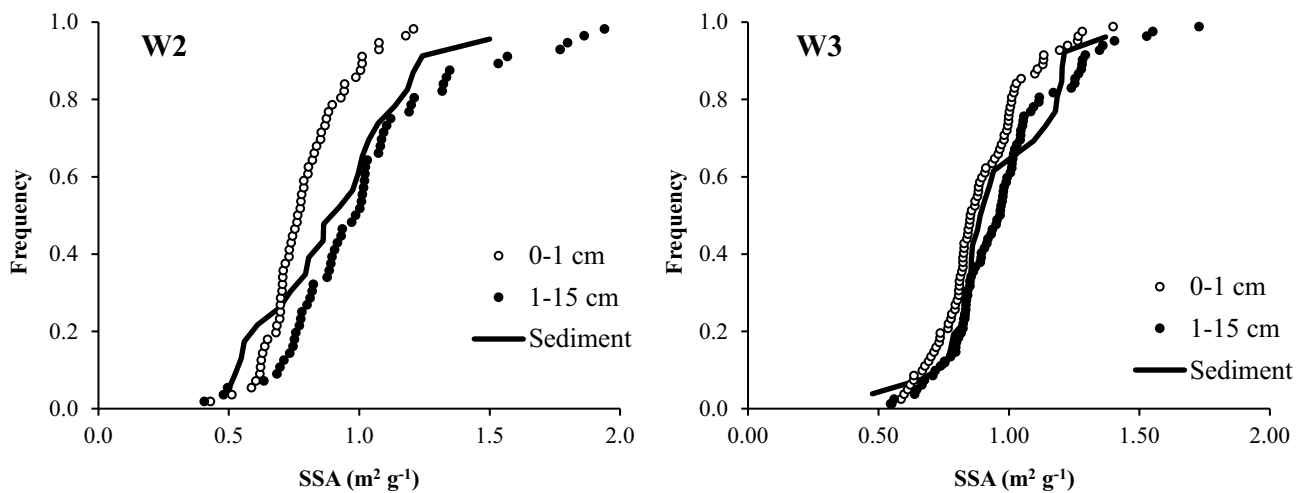 W2
Frequency
1.0
0.8
0.6
0.4
0.2
0.0
0-1 cm
1-15 cm
Sediment
0.0 0.5 1.0 1.5 2.0
SSA (m² g⁻¹)
W3
Frequency
1.0
0.8
0.6
0.4
0.2
0.0
0-1 cm
1-15 cm
Sediment
0.00 0.50 1.00 1.50 2.00
SSA (m² g⁻¹)